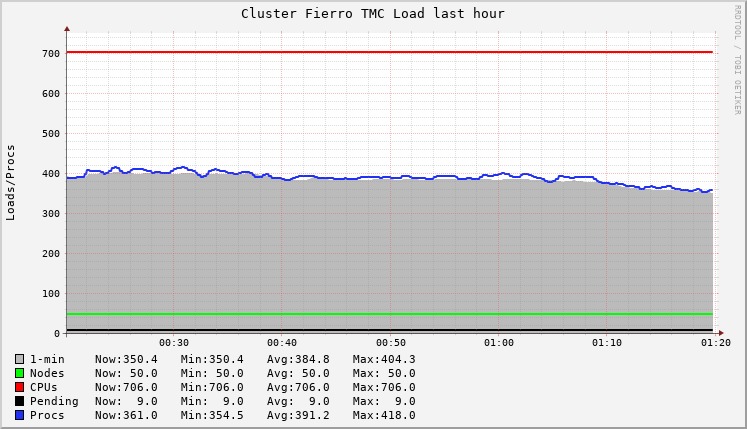 Cluster Fierro TMC Load last hour
RRDTOOL / TOBI OETIKER
Loads/Procs
700
600
500
400
300
200
100
0
00:30 00:40 00:50 01:00 01:10 01:20
1-min Now:350.4 Min:350.4 Avg:384.8 Max:404.3
Nodes Now: 50.0 Min: 50.0 Avg: 50.0 Max: 50.0
CPUs Now:706.0 Min:706.0 Avg:706.0 Max:706.0
Pending Now: 9.0 Min: 9.0 Avg: 9.0 Max: 9.0
Procs Now:361.0 Min:354.5 Avg:391.2 Max:418.0